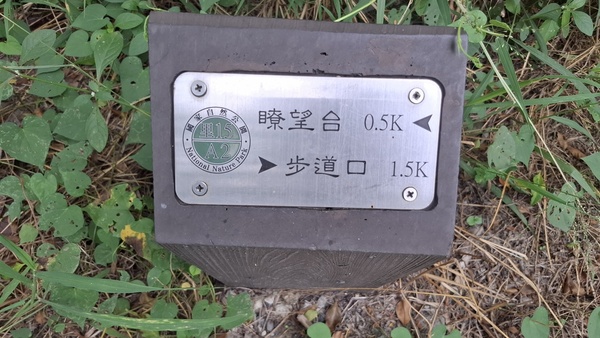 瞭望台 0.5K
步道口 1.5K
國家自然公園
A2
National Nature Park